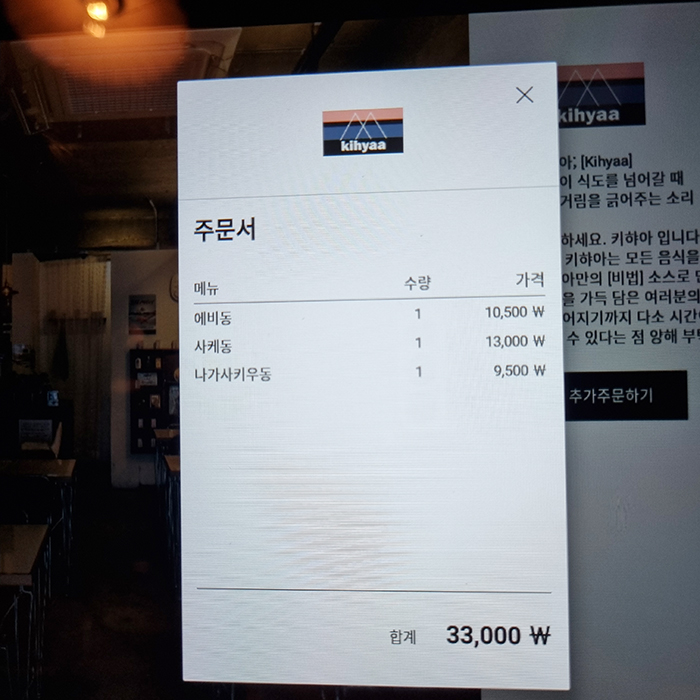 kihyaa
주문서
메뉴 수량 가격
에비동 1 10,500 ₩
사케동 1 13,000 ₩
나가사키우동 1 9,500 ₩
합계 33,000 ₩
kihyaa
아; [Kihyaa]
이 식도를 넘어갈 때
거림을 긁어주는 소리
하세요. 키햐아 입니다
키햐아는 모든 음식을
아만의 [비법] 소스로
을 가득 담은 여러분의
어지기까지 다소 시간
수 있다는 점 양해
추가주문하기